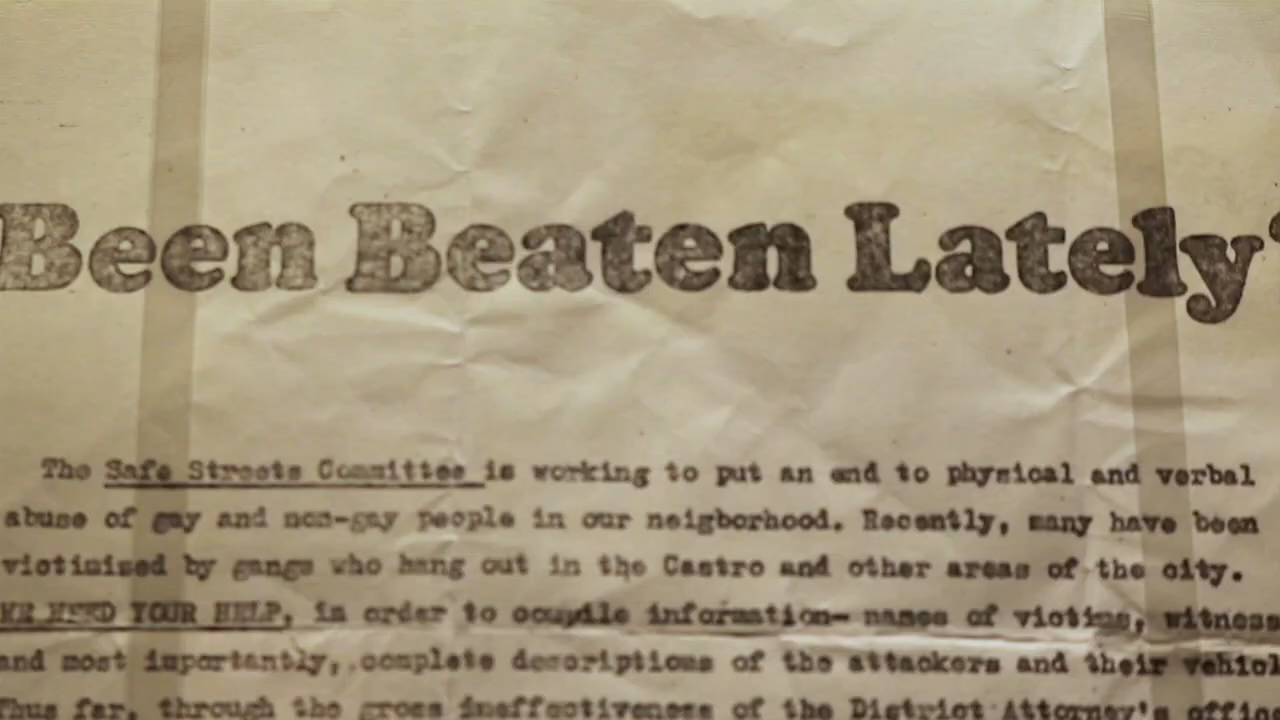 Been Beaten Lately?
The Safe Streets Committee is working to put an end to physical and verbal
abuse of gay and non-gay people in our neigborhood. Recently, many have been
victimized by gangs who hang out in the Castro and other areas of the city.
WE NEED YOUR HELP, in order to compile information- names of victims, witness
and most importantly, complete descriptions of the attackers and their vehicl
Thus far, through the gross ineffectiveness of the District Attorney's office